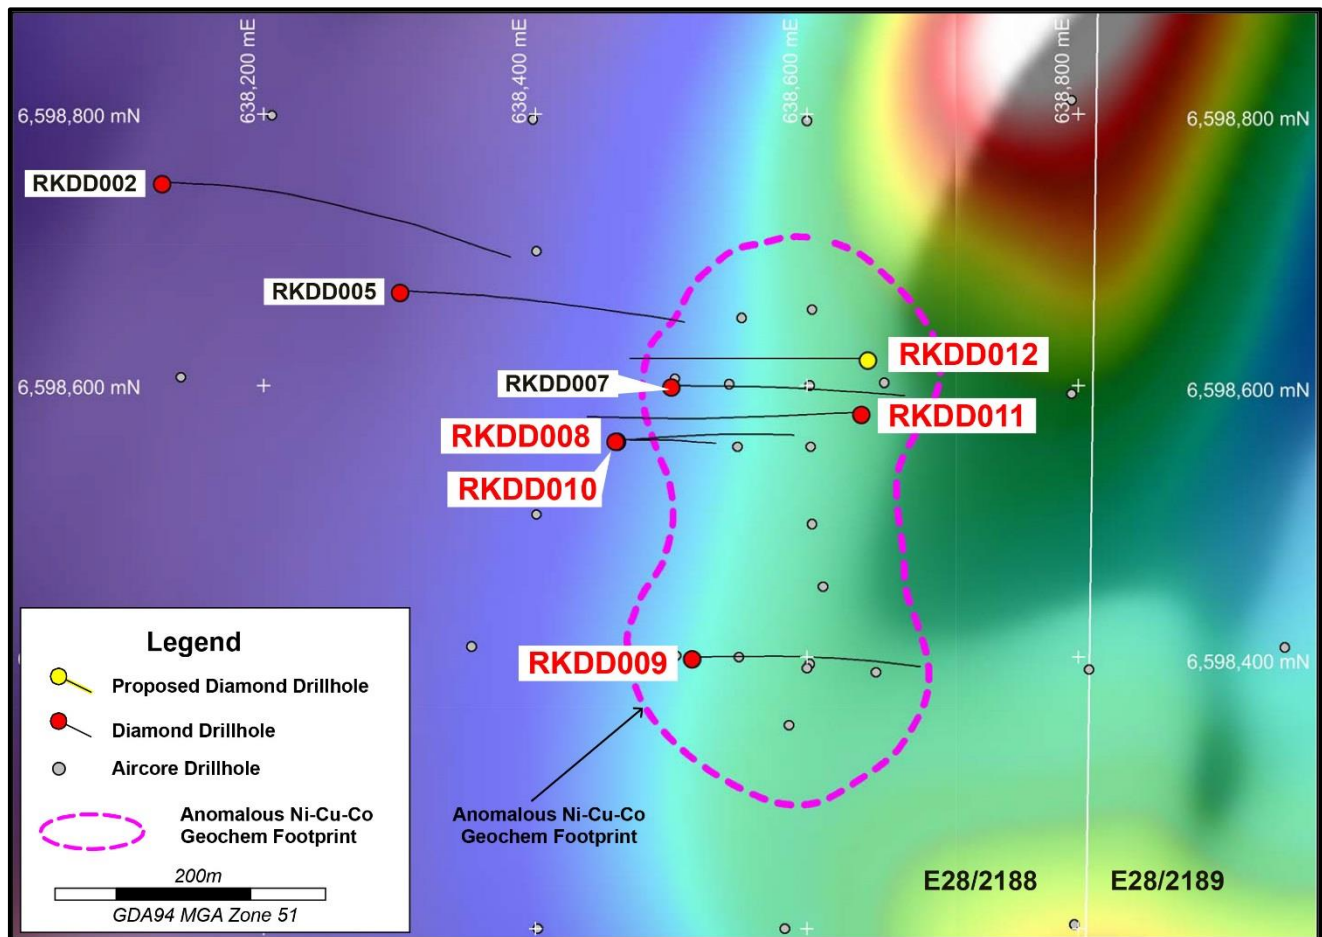 638,200 mE
638,400 mE
638,600 mE
638,800 mE
6,598,800 mN
6,598,800 mN
RKDD002
RKDD005
RKDD012
RKDD007
6,598,600 mN
6,598,600 mN
RKDD011
RKDD008
RKDD010
RKDD009
6,598,400 mN
Legend
Proposed Diamond Drillhole
Diamond Drillhole
Aircore Drillhole
Anomalous Ni-Cu-Co
Geochem Footprint
200m
GDA94 MGA Zone 51
Anomalous Ni-Cu-Co
Geochem Footprint
E28/2188
E28/2189